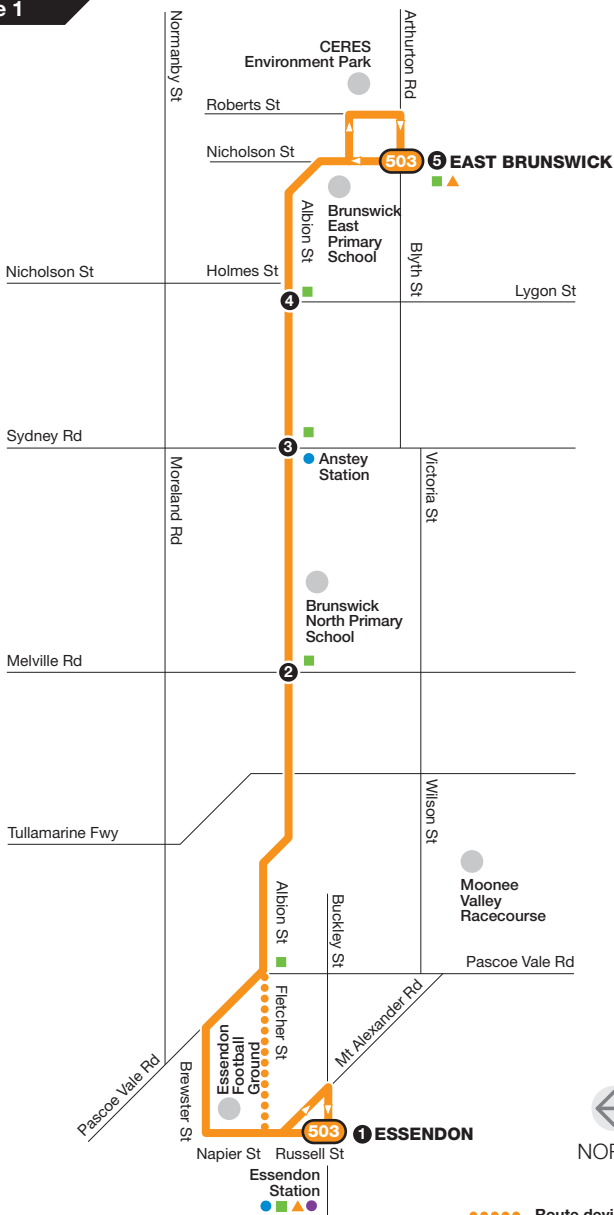 e 1
Normanby St
CERES
Environment Park
Arthurton Rd
Roberts St
Nicholson St
503
5 EAST BRUNSWICK
Albion St
Brunswick
East
Primary
School
Blyth St
Nicholson St
Holmes St
4
Lygon St
Sydney Rd
3
Anstey
Station
Moreland Rd
Victoria St
Brunswick
North Primary
School
Melville Rd
2
Wilson St
Tullamarine Fwy
Moonee
Valley
Racecourse
Albion St
Buckley St
Pascoe Vale Rd
Fletcher St
Mt Alexander Rd
Essendon
Football
Ground
Pascoe Vale Rd
Brewster St
503
1 ESSENDON
Napier St
Russell St
Essendon
Station
NOR
Route devi